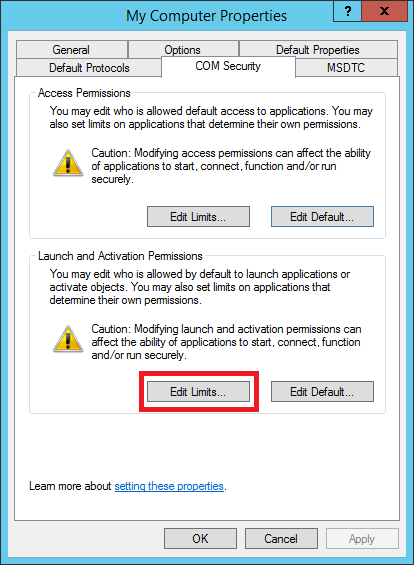 My Computer Properties
? x
General Options Default Properties
Default Protocols COM Security MSDTC
Access Permissions
You may edit who is allowed default access to applications. You may
also set limits on applications that determine their own permissions.
Caution: Modifying access permissions can affect the ability
of applications to start, connect, function and/or run
securely.
Edit Limits... Edit Default...
Launch and Activation Permissions
You may edit who is allowed by default to launch applications or
activate objects. You may also set limits on applications that
determine their own permissions.
Caution: Modifying launch and activation permissions can
affect the ability of applications to start, connect, function
and/or run securely.
Edit Limits... Edit Default...
Learn more about setting these properties.
OK Cancel Apply